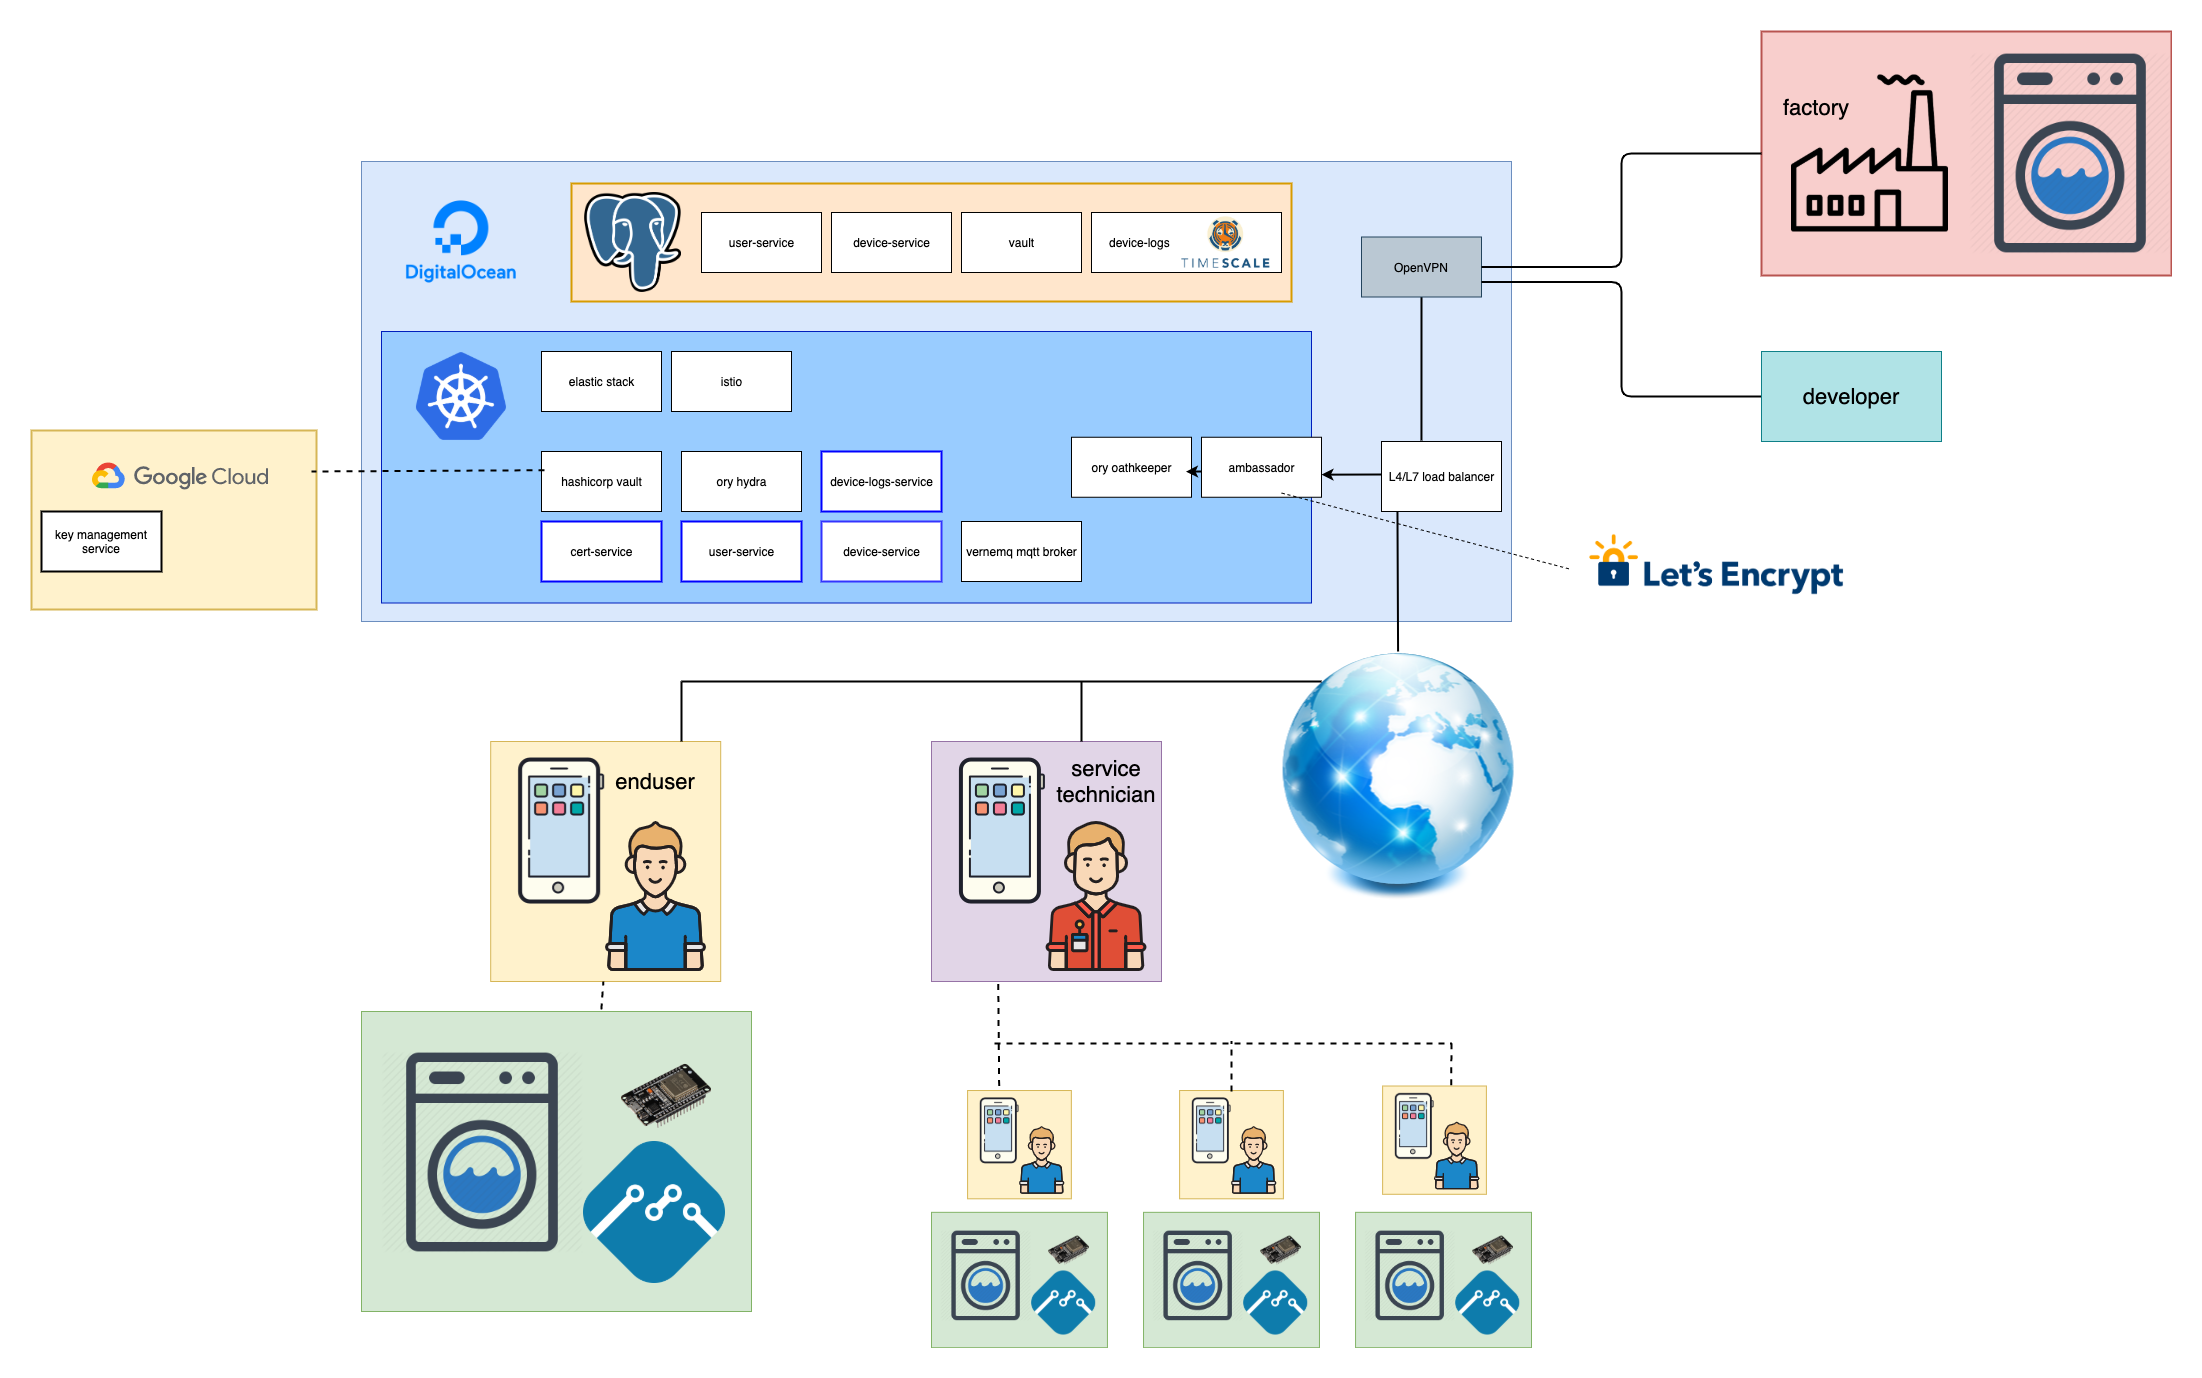 factory
DigitalOcean
user-service
device-service
vault
device-logs
TIMESCALE
OpenVPN
developer
elastic stack
istio
Google Cloud
key management
service
hashicorp vault
ory hydra
device-logs-service
ory oathkeeper
ambassador
L4/L7 load balancer
cert-service
user-service
device-service
vernemq mqtt broker
Let's Encrypt
enduser
service
technician